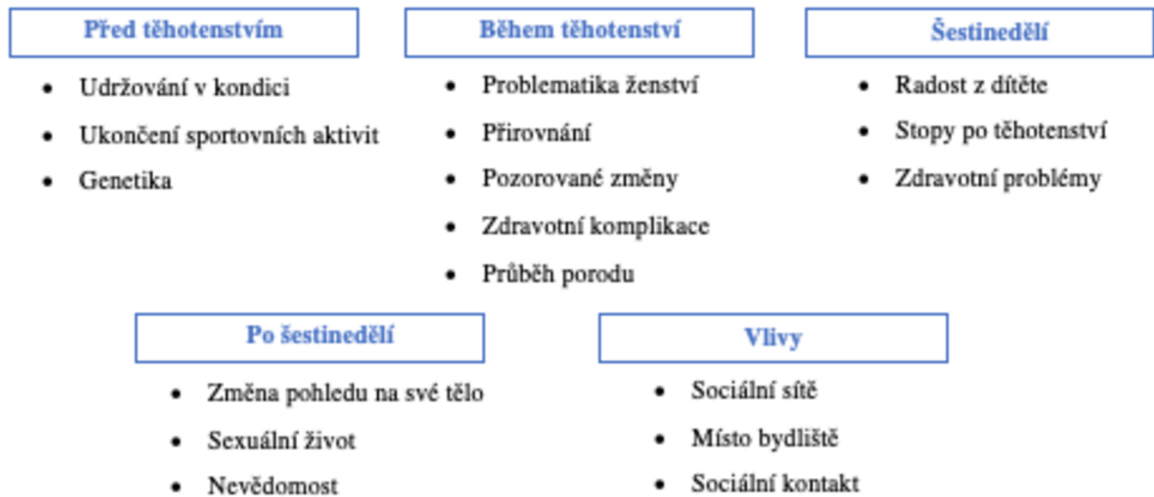 Před těhotenstvím
Udržování v kondici
Ukončení sportovních aktivit
Genetika
Během těhotenství
Problematika ženství
Přirovnání
Pozorované změny
Zdravotní komplikace
Průběh porodu
Šestinedělí
Radost z dítěte
Stopy po těhotenství
Zdravotní problémy
Po šestinedělí
Změna pohledu na své tělo
Sexuální život
Nevědomost
Vlivy
Sociální sítě
Místo bydliště
Sociální kontakt